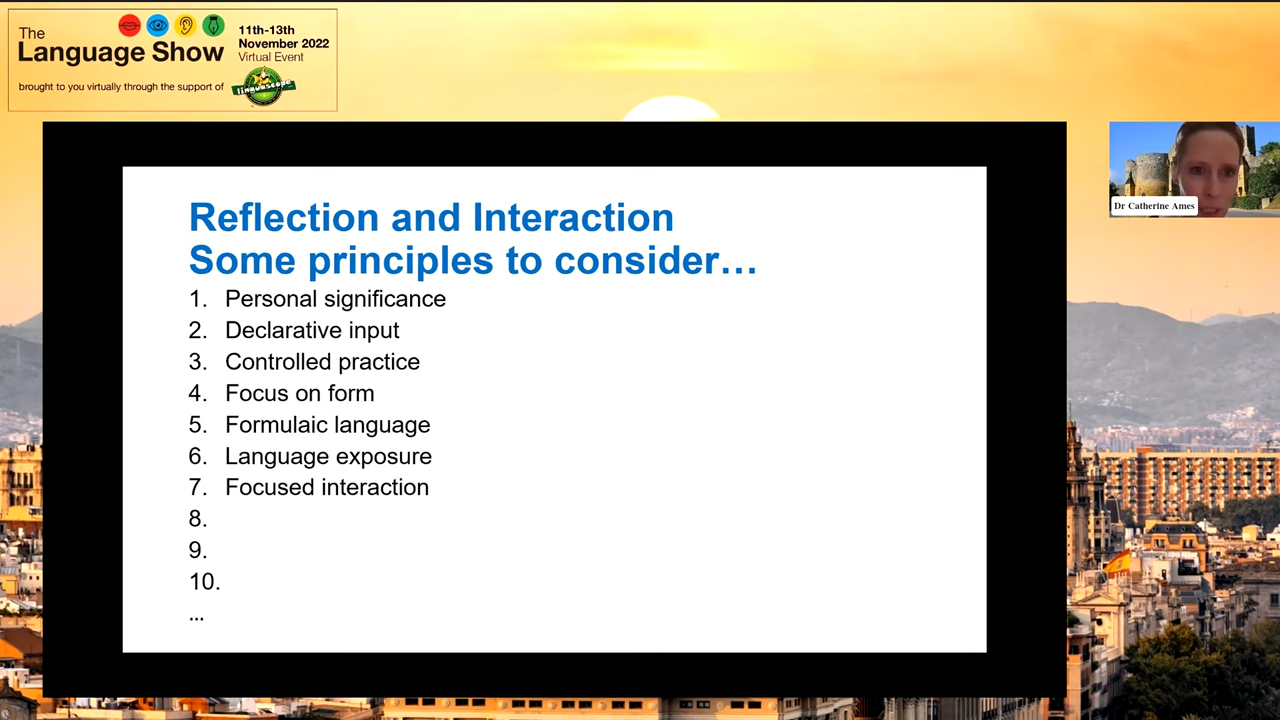 The
Language Show
11th-13th
November 2022
Virtual Event
brought to you virtually through the support of
linguascope
Reflection and Interaction
Some principles to consider…
1. Personal significance
2. Declarative input
3. Controlled practice
4. Focus on form
5. Formulaic language
6. Language exposure
7. Focused interaction
8.
9.
10.
...
Dr Catherine Ames